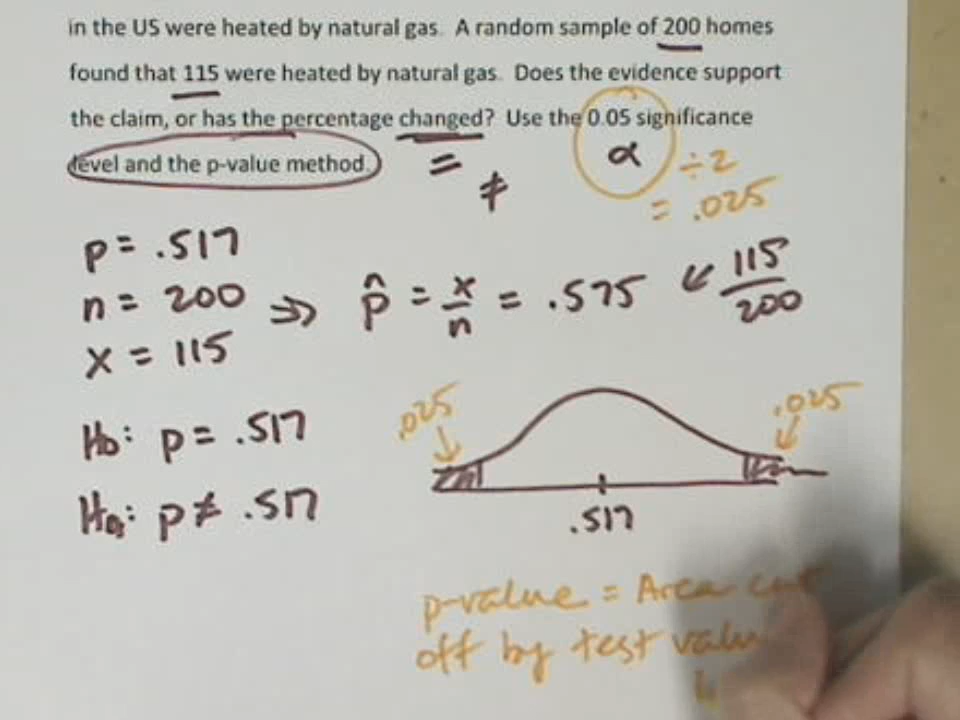 in the US were heated by natural gas. A random sample of 200 homes
found that 115 were heated by natural gas. Does the evidence support
the claim, or has the percentage changed? Use the 0.05 significance
level and the p-value method.
= ≠
α ÷2
= .025
p = .517
n = 200 ⇒ p̂ = x/n = .575 ↙ 115/200
x = 115
.025 .025
H₀: p = .517
Hₐ: p ≠ .517
.517
p-value = Area
off by test